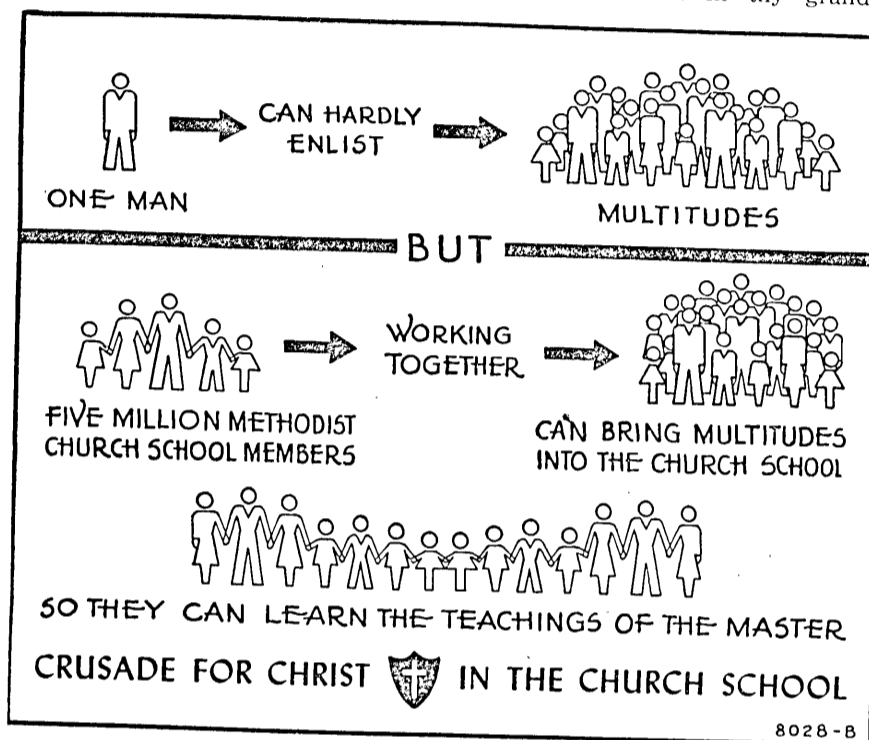 grand
ONE MAN
CAN HARDLY
ENLIST
MULTITUDES
BUT
FIVE MILLION METHODIST
CHURCH SCHOOL MEMBERS
WORKING
TOGETHER
CAN BRING MULTITUDES
INTO THE CHURCH SCHOOL
SO THEY CAN LEARN THE TEACHINGS OF THE MASTER
CRUSADE FOR CHRIST IN THE CHURCH SCHOOL
8028-B